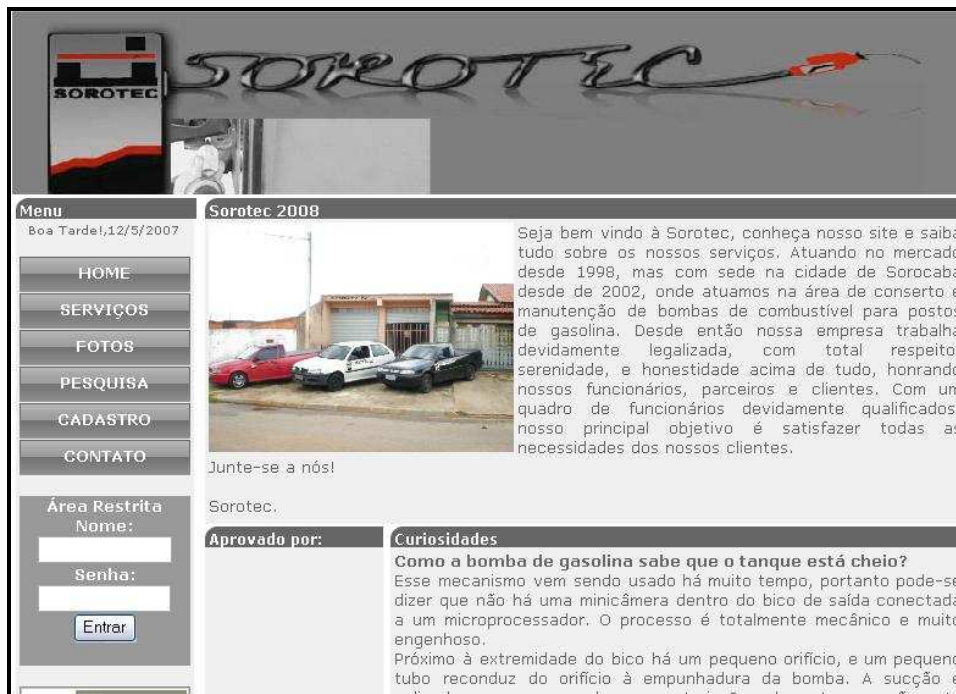 SOROTEC
SOROTEC
Menu
Boa Tarde!,12/5/2007
HOME
SERVIÇOS
FOTOS
PESQUISA
CADASTRO
CONTATO
Área Restrita
Nome:
Senha:
Entrar
Sorotec 2008
Seja bem vindo à Sorotec, conheça nosso site e saiba
tudo sobre os nossos serviços. Atuando no mercado
desde 1998, mas com sede na cidade de Sorocaba
desde de 2002, onde atuamos na área de conserto e
manutenção de bombas de combustível para postos
de gasolina. Desde então nossa empresa trabalha
devidamente legalizada, com total respeito,
serenidade, e honestidade acima de tudo, honrando
nossos funcionários, parceiros e clientes. Com um
quadro de funcionários devidamente qualificados
nosso principal objetivo é satisfazer todas as
necessidades dos nossos clientes.
Junte-se a nós!
Sorotec.
Aprovado por:
Curiosidades
Como a bomba de gasolina sabe que o tanque está cheio?
Esse mecanismo vem sendo usado há muito tempo, portanto pode-se
dizer que não há uma minicâmera dentro do bico de saída conectada
a um microprocessador. O processo é totalmente mecânico e muito
engenhoso.
Próximo à extremidade do bico há um pequeno orifício, e um pequeno
tubo reconduz do orifício à empunhadura da bomba. A sucção é